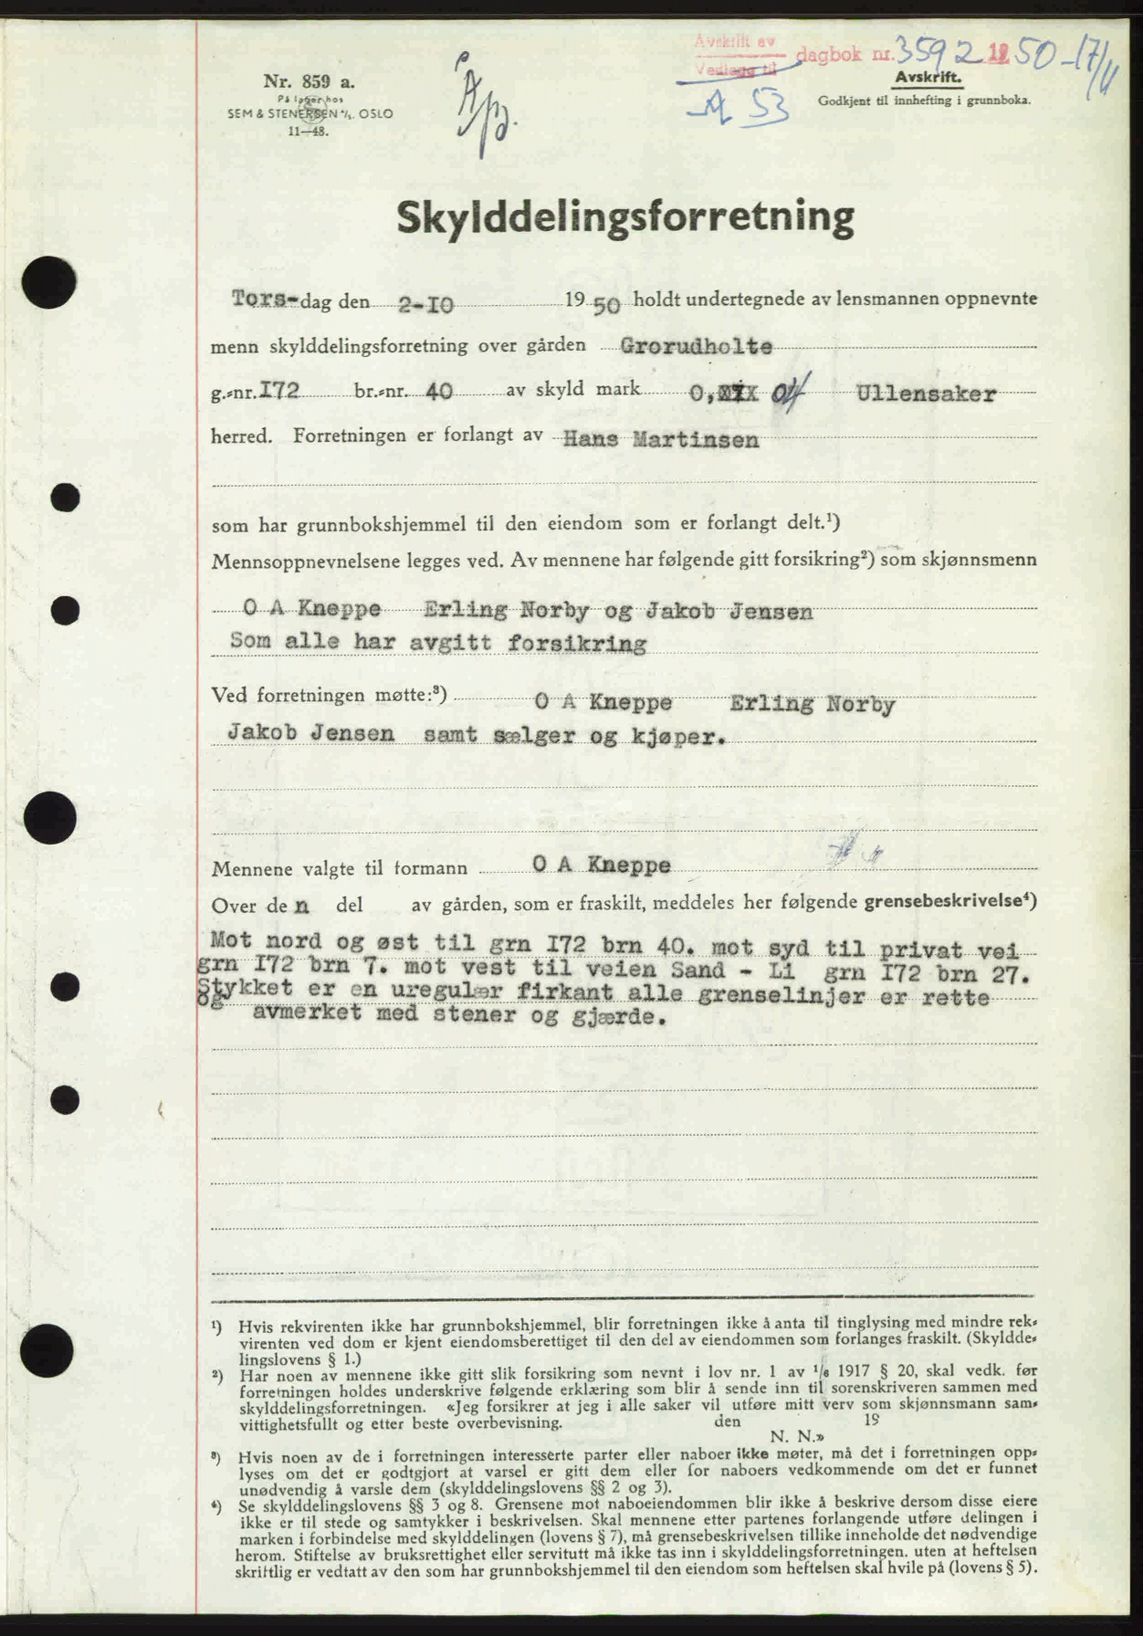 Avskrift av
Vedlegg til
dagbok nr. 3592 1950-17/11
A 53
Avskrift.
Godkjent til innhefting i grunnboka.
Nr. 859 a.
På lager hos
SEM & STENERSEN A/S. OSLO
11—48.
Skylddelingsforretning
Tors-dag den 2-10 1950 holdt undertegnede av lensmannen oppnevnte
menn skylddelingsforretning over gården Grorudholte
g.-nr. I72 br.-nr. 40 av skyld mark 0, 04 Ullensaker
herred. Forretningen er forlangt av Hans Martinsen
som har grunnbokshjemmel til den eiendom som er forlangt delt.¹)
Mennsoppnevnelsene legges ved. Av mennene har følgende gitt forsikring²) som skjønnsmenn
O A Kneppe Erling Norby og Jakob Jensen
Som alle har avgitt forsikring
Ved forretningen møtte:³) O A Kneppe Erling Norby
Jakob Jensen samt sælger og kjøper.
Mennene valgte til formann O A Kneppe
Over den del av gården, som er fraskilt, meddeles her følgende grensebeskrivelse⁴)
Mot nord og øst til grn I72 brn 40. mot syd til privat vei
grn I72 brn 7. mot vest til veien Sand - Li grn I72 brn 27.
Stykket er en uregulær firkant alle grenselinjer er rette
og avmerket med stener og gjærde.
¹) Hvis rekvirenten ikke har grunnbokshjemmel, blir forretningen ikke å anta til tinglysing med mindre rek-
virenten ved dom er kjent eiendomsberettiget til den del av eiendommen som forlanges fraskilt. (Skyldde-
lingslovens § 1.)
²) Har noen av mennene ikke gitt slik forsikring som nevnt i lov nr. 1 av 1/6 1917 § 20, skal vedk. før
forretningen holdes underskrive følgende erklæring som blir å sende inn til sorenskriveren sammen med
skylddelingsforretningen. «Jeg forsikrer at jeg i alle saker vil utføre mitt verv som skjønnsmann sam-
vittighetsfullt og etter beste overbevisning. den 19
N. N.»
³) Hvis noen av de i forretningen interesserte parter eller naboer ikke møter, må det i forretningen opp-
lyses om det er godtgjort at varsel er gitt dem eller for naboers vedkommende om det er funnet
unødvendig å varsle dem (skylddelingslovens §§ 2 og 3).
⁴) Se skylddelingslovens §§ 3 og 8. Grensene mot naboeiendommen blir ikke å beskrive dersom disse eiere
ikke er til stede og samtykker i beskrivelsen. Skal mennene etter partenes forlangende utføre delingen i
marken i forbindelse med skylddelingen (lovens § 7), må grensebeskrivelsen tillike inneholde det nødvendige
herom. Stiftelse av bruksrettighet eller servitutt må ikke tas inn i skylddelingsforretningen, uten at heftelsen
skriftlig er vedtatt av den som har grunnbokshjemmel til den eiendom som heftelsen skal hvile på (lovens § 5).